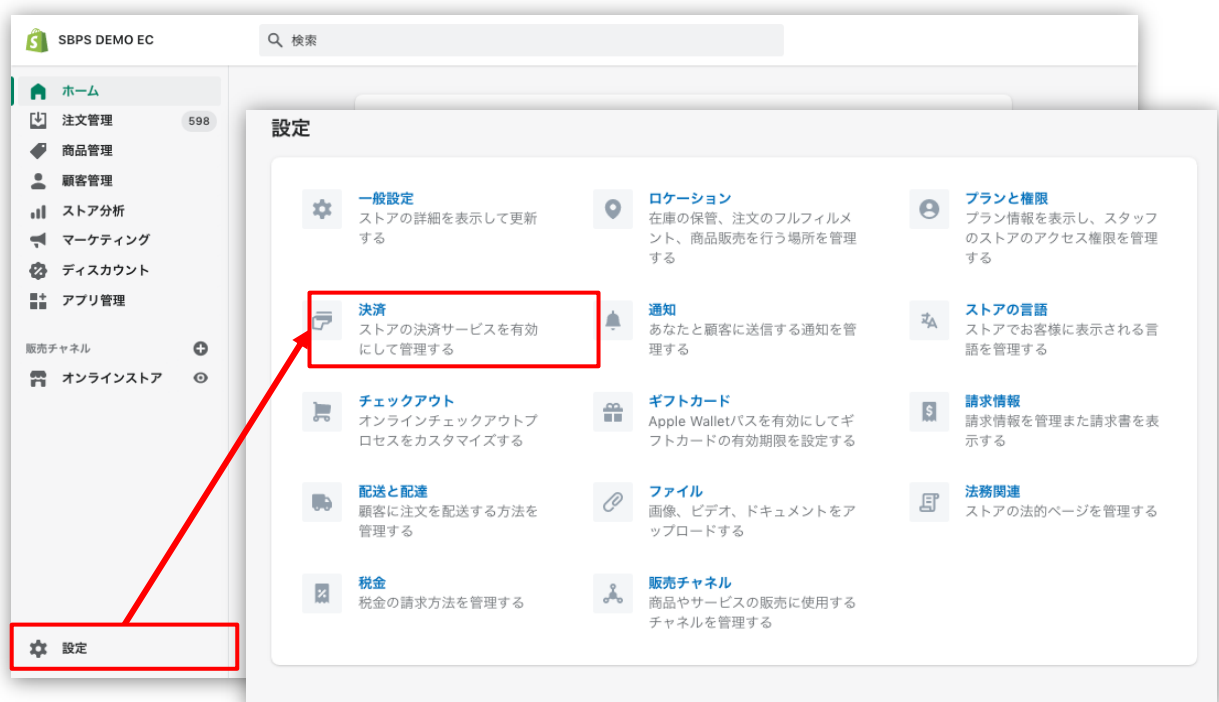 SBPS DEMO EC
検索
ホーム
注文管理
598
商品管理
顧客管理
ストア分析
マーケティング
ディスカウント
アプリ管理
販売チャネル
オンラインストア
設定
設定
一般設定
ストアの詳細を表示して更新
する
ロケーション
在庫の保管、注文のフルフィルメ
ント、商品販売を行う場所を管理
する
プランと権限
プラン情報を表示し、スタッフ
のストアのアクセス権限を管理
する
決済
ストアの決済サービスを有効
にして管理する
通知
あなたと顧客に送信する通知を管
理する
ストアの言語
ストアでお客様に表示される言
語を管理する
チェックアウト
オンラインチェックアウトプ
ロセスをカスタマイズする
ギフトカード
Apple Walletパスを有効にしてギ
フトカードの有効期限を設定する
請求情報
請求情報を管理また請求書を表
示する
配送と配達
顧客に注文を配送する方法を
管理する
ファイル
画像、ビデオ、ドキュメントをア
ップロードする
法務関連
ストアの法的ページを管理する
税金
税金の請求方法を管理する
販売チャネル
商品やサービスの販売に使用する
チャネルを管理する